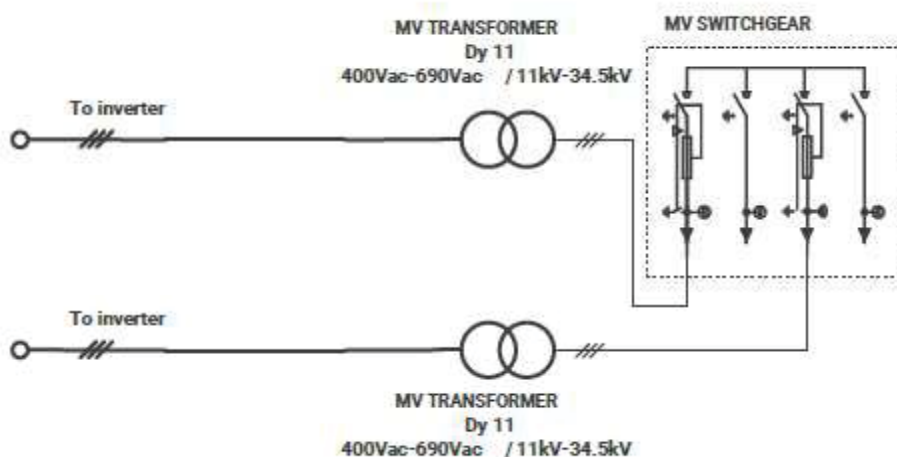 MV TRANSFORMER
Dy 11
400Vac-690Vac / 11kV-34.5kV
MV SWITCHGEAR
To inverter
To inverter
MV TRANSFORMER
Dy 11
400Vac-690Vac / 11kV-34.5kV